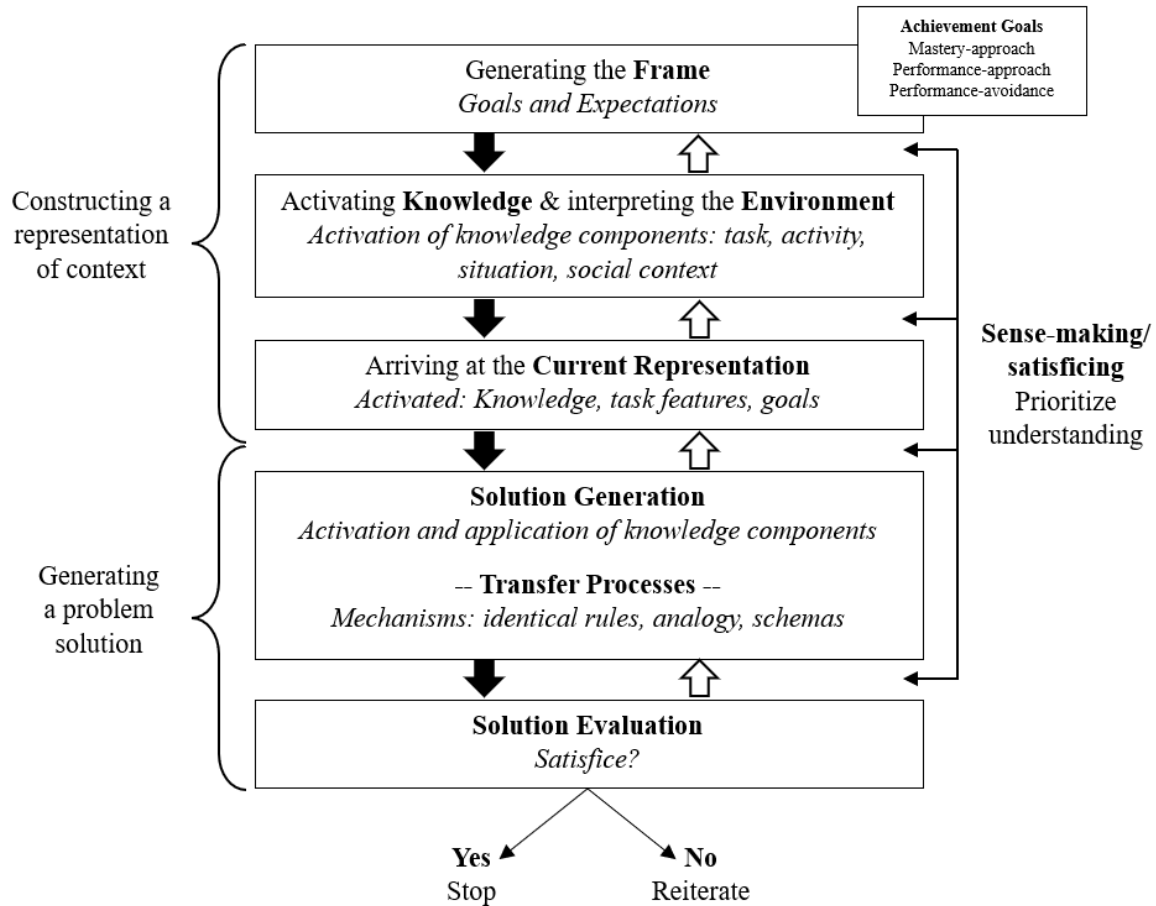 Achievement Goals
Mastery-approach
Performance-approach
Performance-avoidance
Generating the Frame
Goals and Expectations
Constructing a
representation
of context
Activating Knowledge & interpreting the Environment
Activation of knowledge components: task, activity,
situation, social context
Arriving at the Current Representation
Activated: Knowledge, task features, goals
Sense-making/
satisficing
Prioritize
understanding
Generating
a problem
solution
Solution Generation
Activation and application of knowledge components
-- Transfer Processes --
Mechanisms: identical rules, analogy, schemas
Solution Evaluation
Satisfice?
Yes
Stop
No
Reiterate